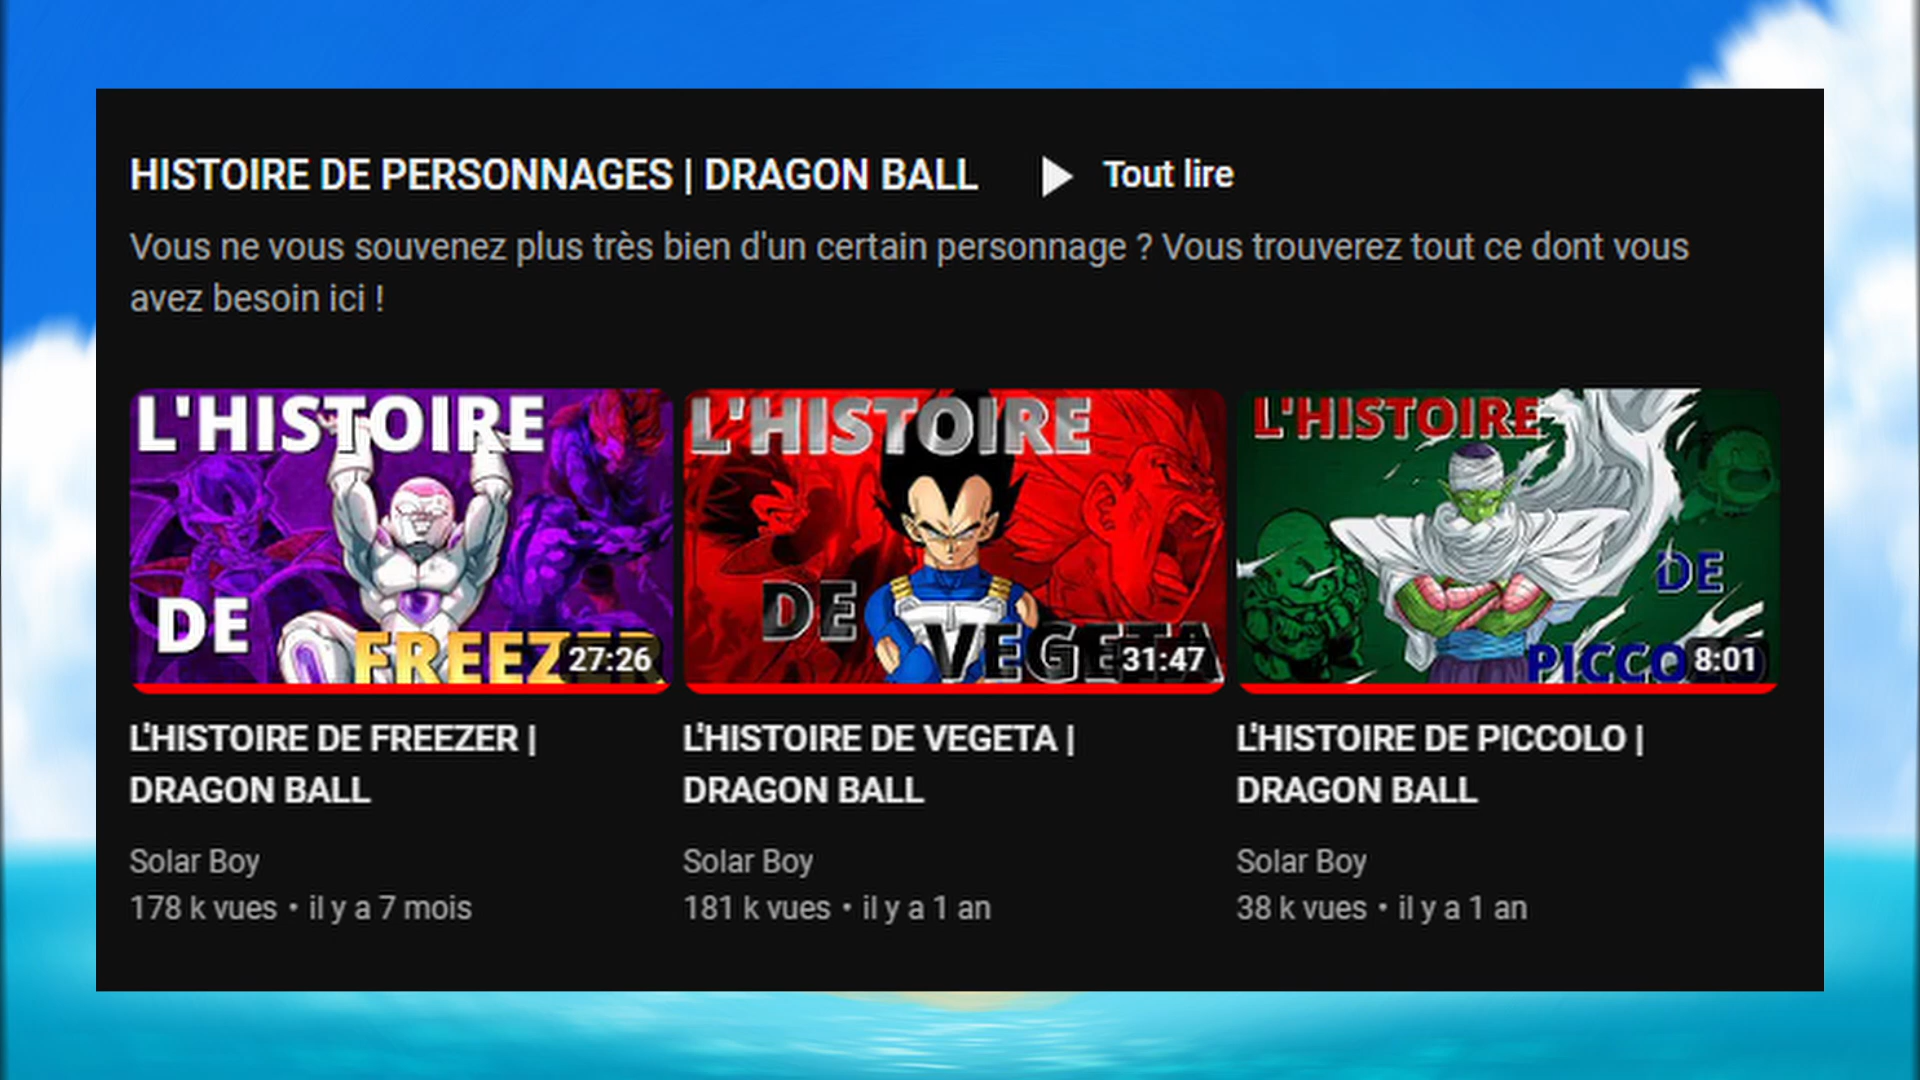 HISTOIRE DE PERSONNAGES | DRAGON BALL
Tout lire
Vous ne vous souvenez plus très bien d'un certain personnage ? Vous trouverez tout ce dont vous
avez besoin ici !
L'HISTOIRE
DE
FREEZER
27:26
L'HISTOIRE
DE
VEGETA
31:47
L'HISTOIRE
DE
PICCOLO
8:01
L'HISTOIRE DE FREEZER |
DRAGON BALL
Solar Boy
178 k vues • il y a 7 mois
L'HISTOIRE DE VEGETA |
DRAGON BALL
Solar Boy
181 k vues • il y a 1 an
L'HISTOIRE DE PICCOLO |
DRAGON BALL
Solar Boy
38 k vues • il y a 1 an